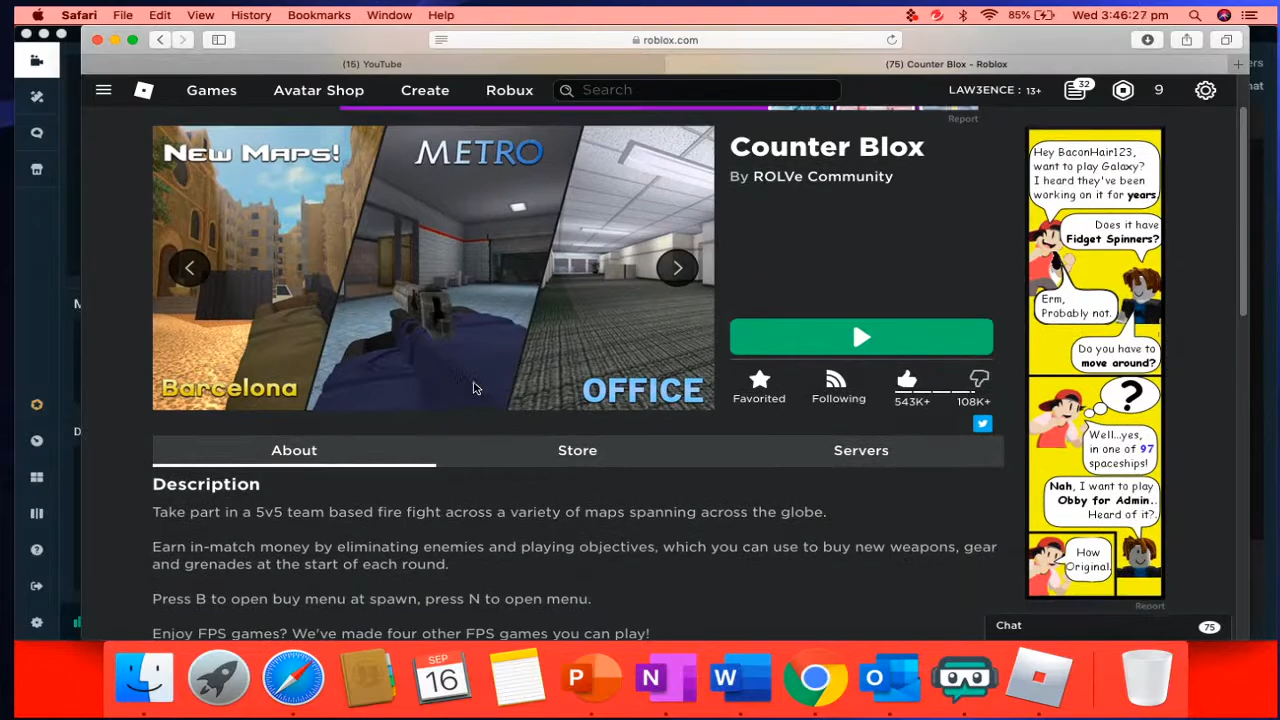 Safari File Edit View History Bookmarks Window Help 85% Wed 3:46:27 pm
roblox.com
(15) YouTube (75) Counter Blox - Roblox
Games Avatar Shop Create Robux Search LAW3ENCE : 13+ 32 9
Report
NEW MAPS!
METRO
Barcelona
OFFICE
Counter Blox
By ROLVe Community
Favorited Following 543K+ 108K+
About Store Servers
Description
Take part in a 5v5 team based fire fight across a variety of maps spanning across the globe.
Earn in-match money by eliminating enemies and playing objectives, which you can use to buy new weapons, gear
and grenades at the start of each round.
Press B to open buy menu at spawn, press N to open menu.
Enjoy FPS games? We've made four other FPS games you can play!
Hey BaconHair123,
want to play Galaxy?
I heard they've been
working on it for years
Does it have
Fidget Spinners?
Erm,
Probably not.
Do you have to
move around?
?
Well...yes,
in one of 97
spaceships!
Nah, I want to play
Obby for Admin..
Heard of it?
How
Original.
Report
Chat 75
SEP
16
P
N
W
O